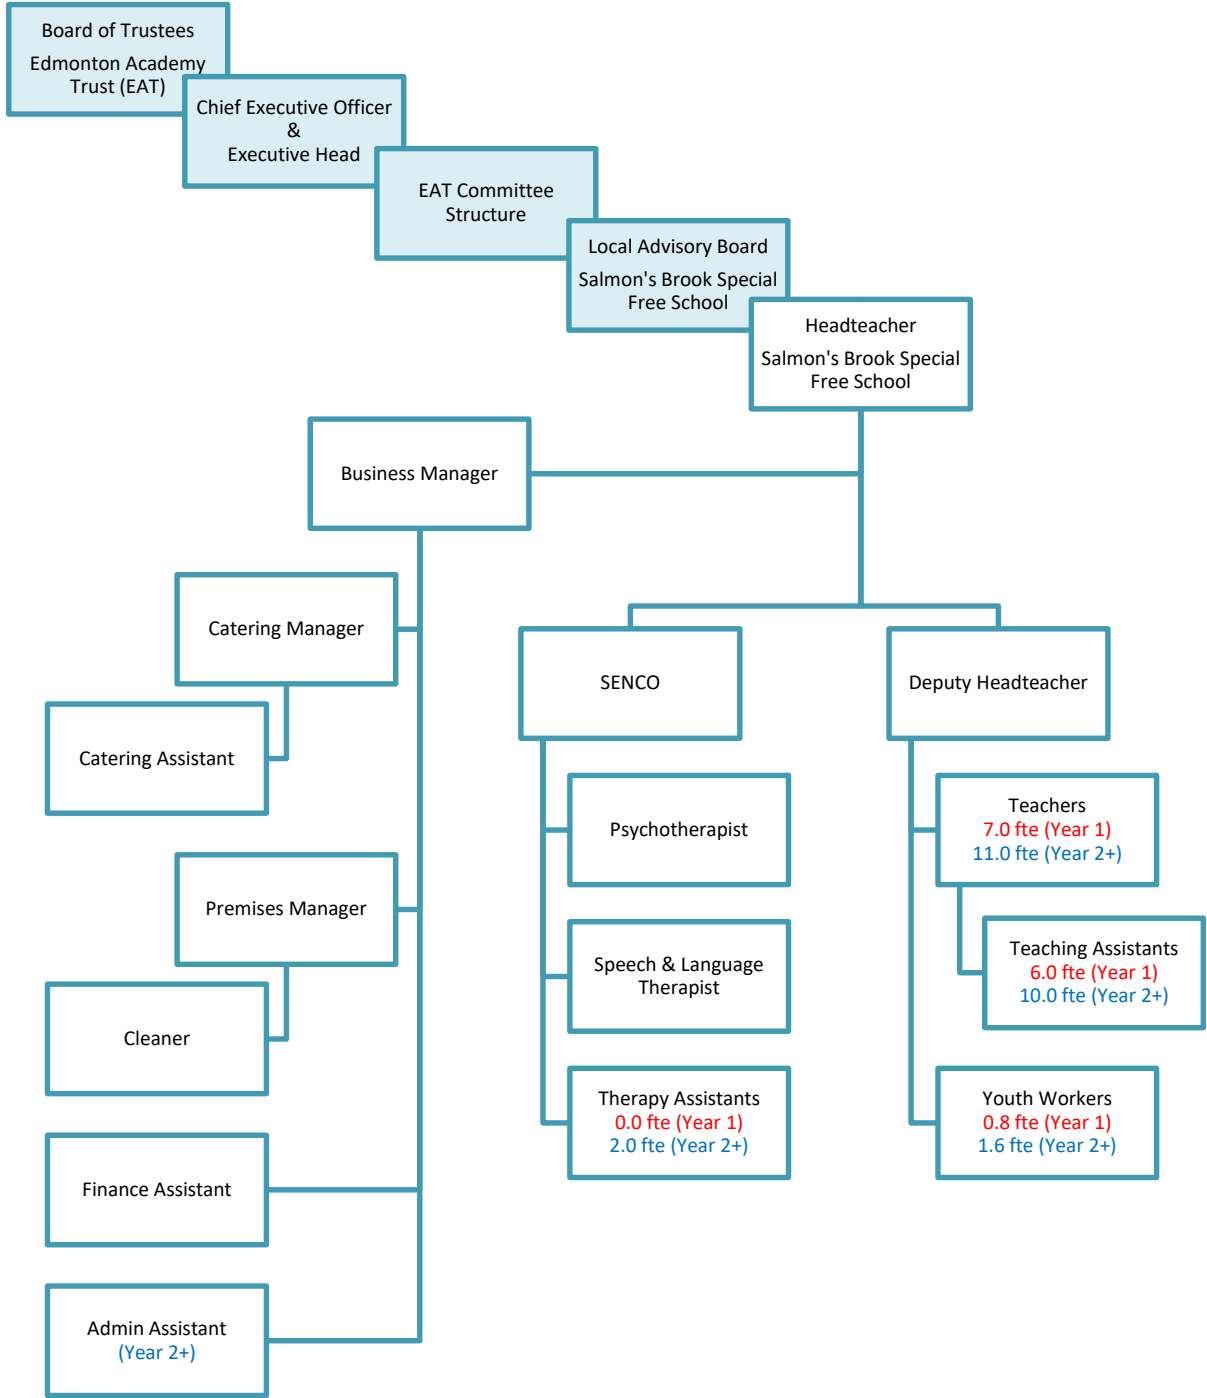 Board of Trustees
Edmonton Academy
Trust (EAT)
Chief Executive Officer
&
Executive Head
EAT Committee
Structure
Local Advisory Board
Salmon's Brook Special
Free School
Headteacher
Salmon's Brook Special
Free School
Business Manager
Catering Manager
Catering Assistant
Premises Manager
Cleaner
Finance Assistant
Admin Assistant
(Year 2+)
SENCO
Psychotherapist
Speech & Language
Therapist
Therapy Assistants
0.0 fte (Year 1)
2.0 fte (Year 2+)
Deputy Headteacher
Teachers
7.0 fte (Year 1)
11.0 fte (Year 2+)
Teaching Assistants
6.0 fte (Year 1)
10.0 fte (Year 2+)
Youth Workers
0.8 fte (Year 1)
1.6 fte (Year 2+)